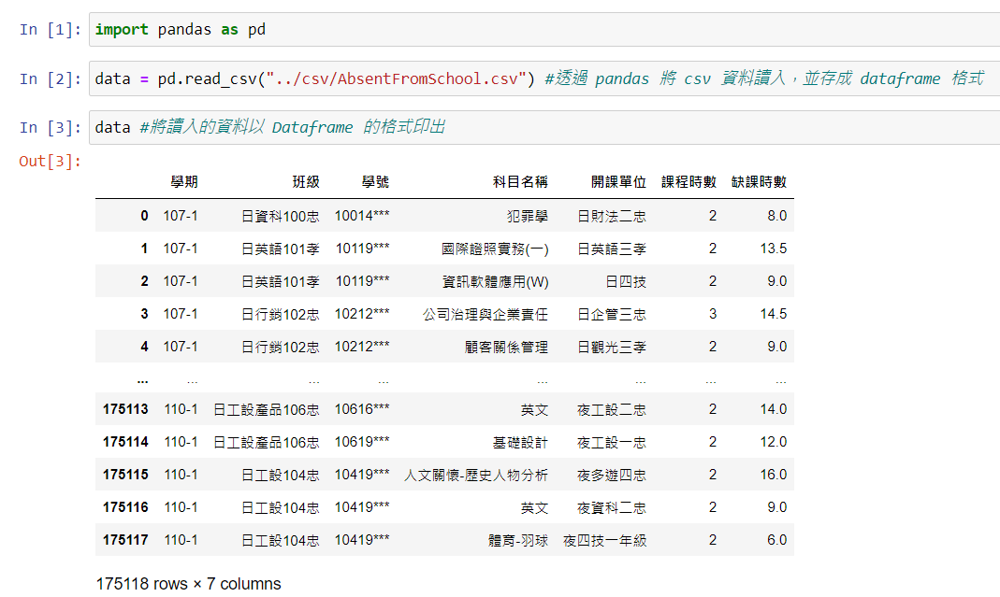 In [1]: import pandas as pd
In [2]: data = pd.read_csv("../csv/AbsentFromSchool.csv") #透過 pandas 將 csv 資料讀入，並存成 dataframe 格式
In [3]: data #將讀入的資料以 Dataframe 的格式印出
Out[3]:
學期 班級 學號 科目名稱 開課單位 課程時數 缺課時數
0 107-1 日資科100忠 10014*** 犯罪學 日財法二忠 2 8.0
1 107-1 日英語101孝 10119*** 國際證照實務(一) 日英語三孝 2 13.5
2 107-1 日英語101孝 10119*** 資訊軟體應用(W) 日四技 2 9.0
3 107-1 日行銷102忠 10212*** 公司治理與企業責任 日企管三忠 3 14.5
4 107-1 日行銷102忠 10212*** 顧客關係管理 日觀光三孝 2 9.0
... ... ... ... ... ... ... ...
175113 110-1 日工設產品106忠 10616*** 英文 夜工設二忠 2 14.0
175114 110-1 日工設產品106忠 10619*** 基礎設計 夜工設一忠 2 12.0
175115 110-1 日工設104忠 10419*** 人文關懷-歷史人物分析 夜多遊四忠 2 16.0
175116 110-1 日工設104忠 10419*** 英文 夜資科二忠 2 9.0
175117 110-1 日工設104忠 10419*** 體育-羽球 夜四技一年級 2 6.0
175118 rows × 7 columns